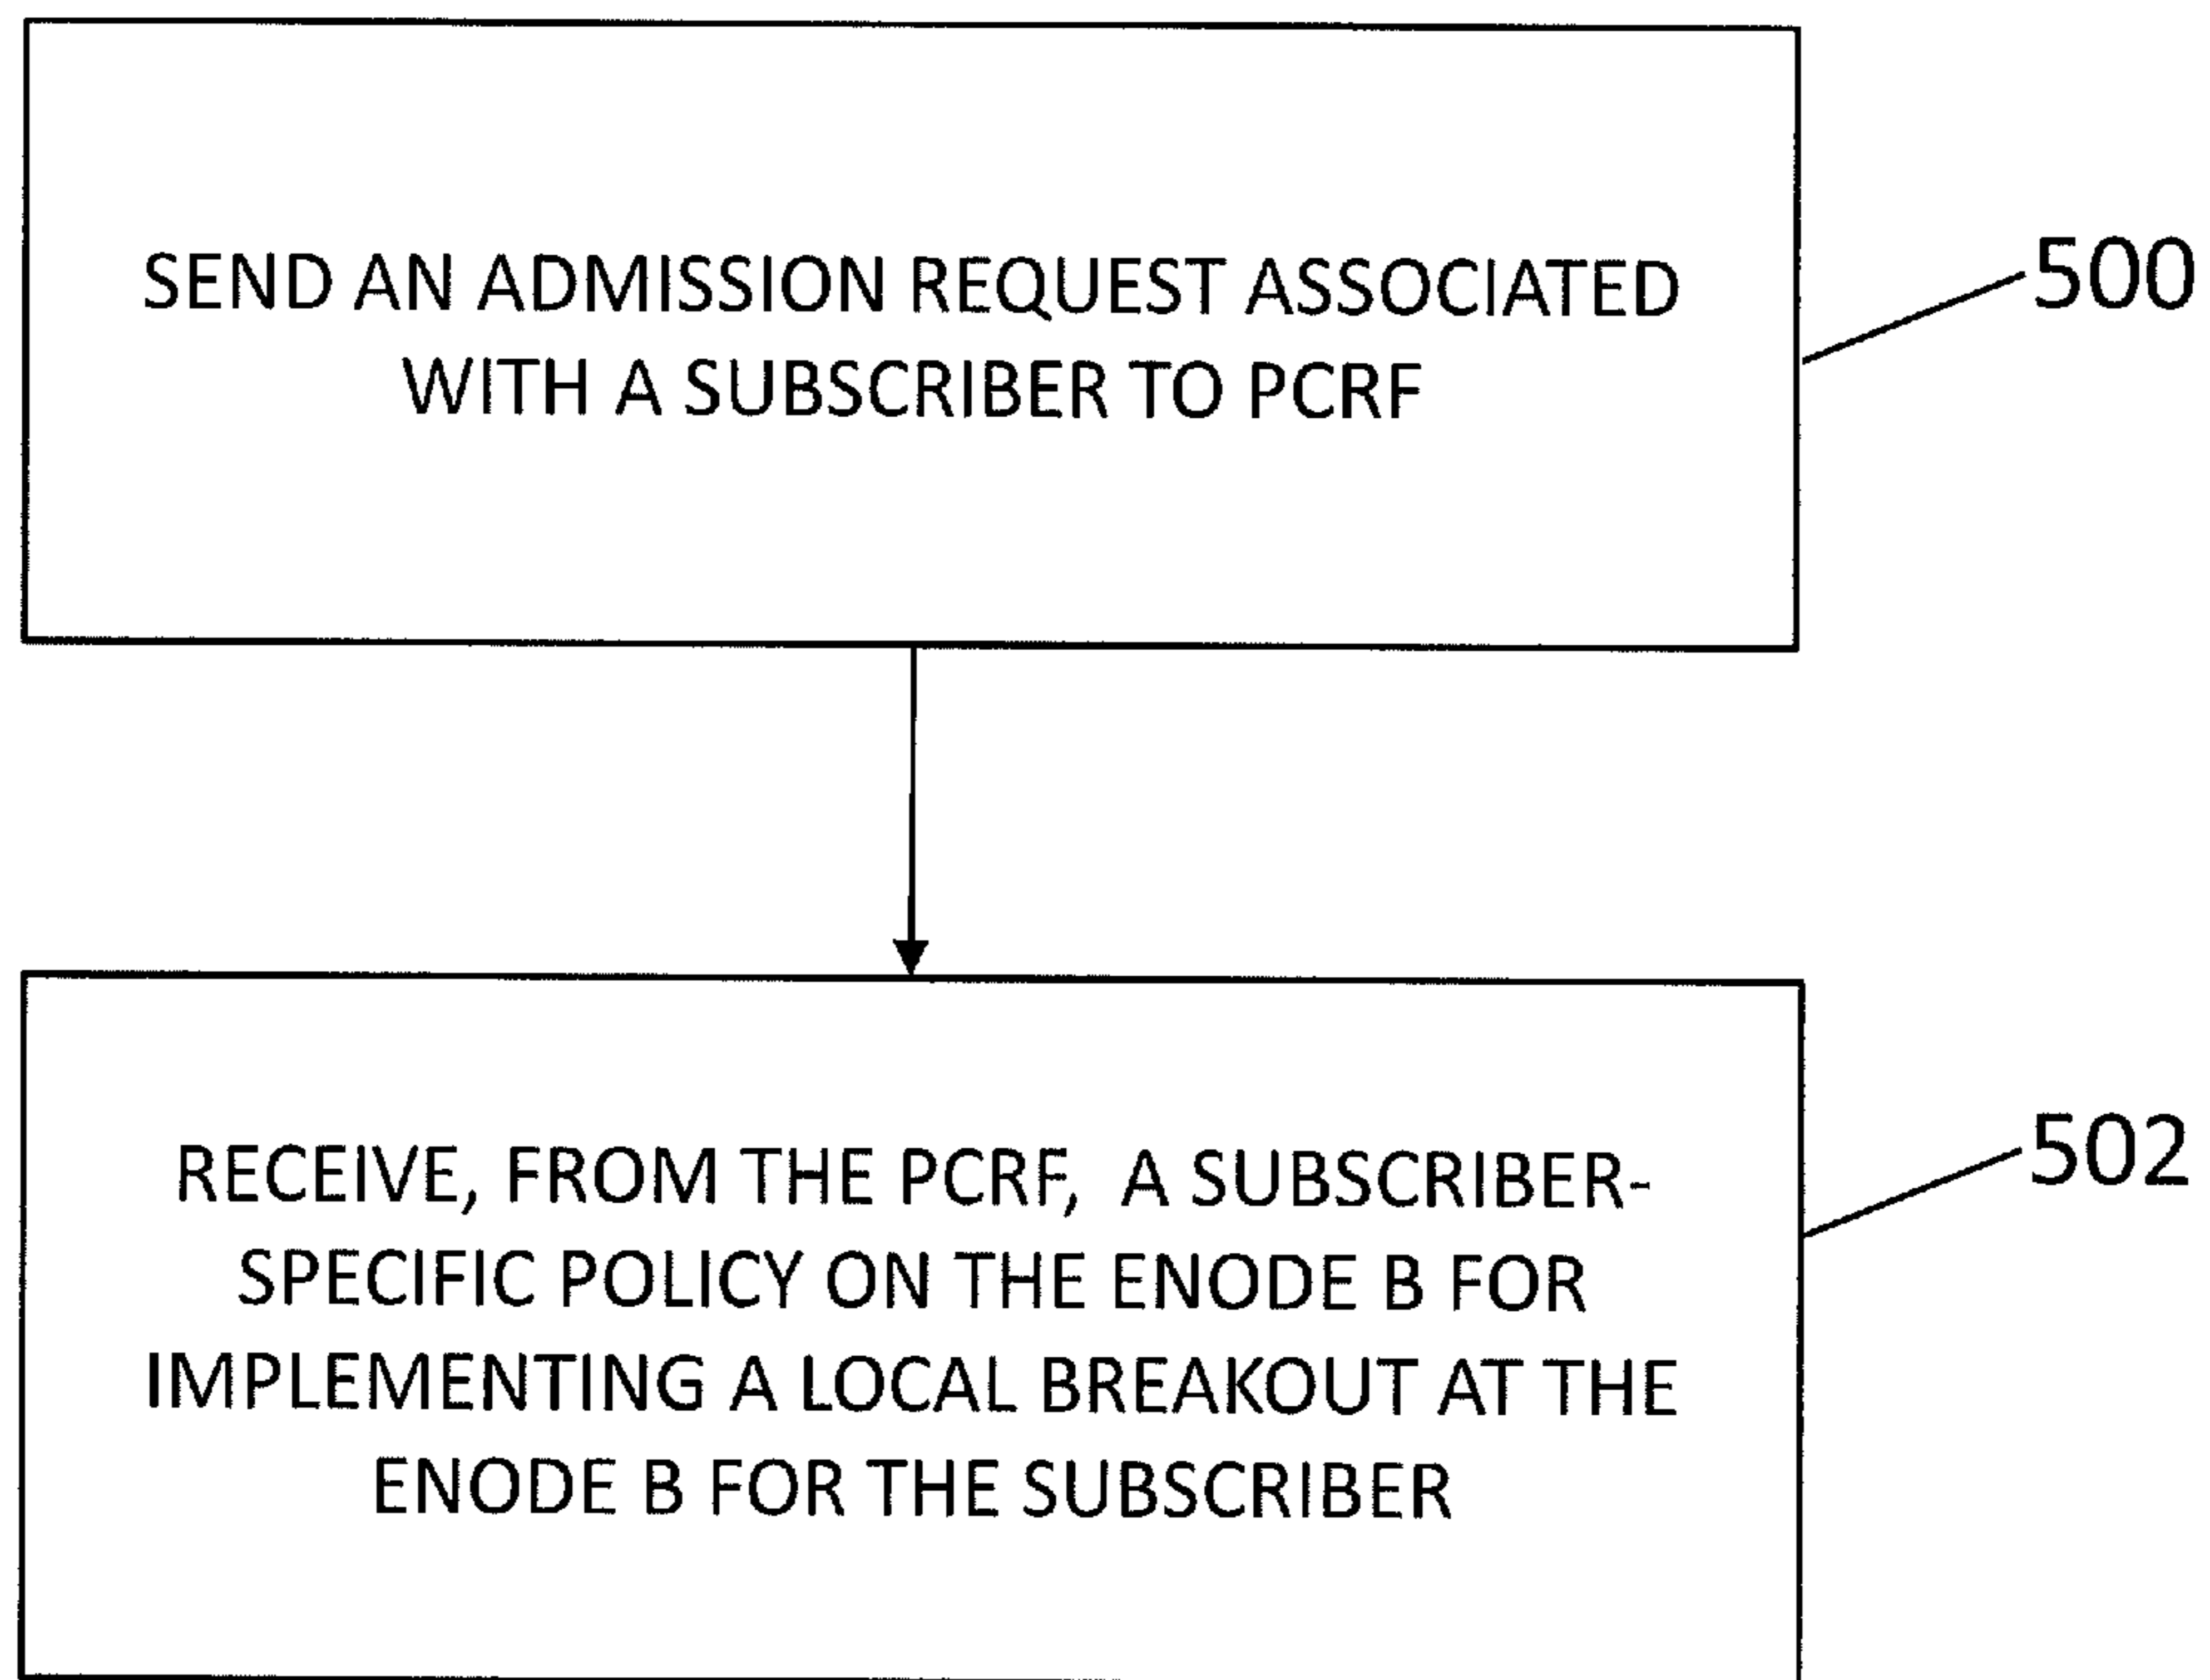 SEND AN ADMISSION REQUEST ASSOCIATED
WITH A SUBSCRIBER TO PCRF
500
RECEIVE, FROM THE PCRF, A SUBSCRIBER-
SPECIFIC POLICY ON THE ENODE B FOR
IMPLEMENTING A LOCAL BREAKOUT AT THE
ENODE B FOR THE SUBSCRIBER
502